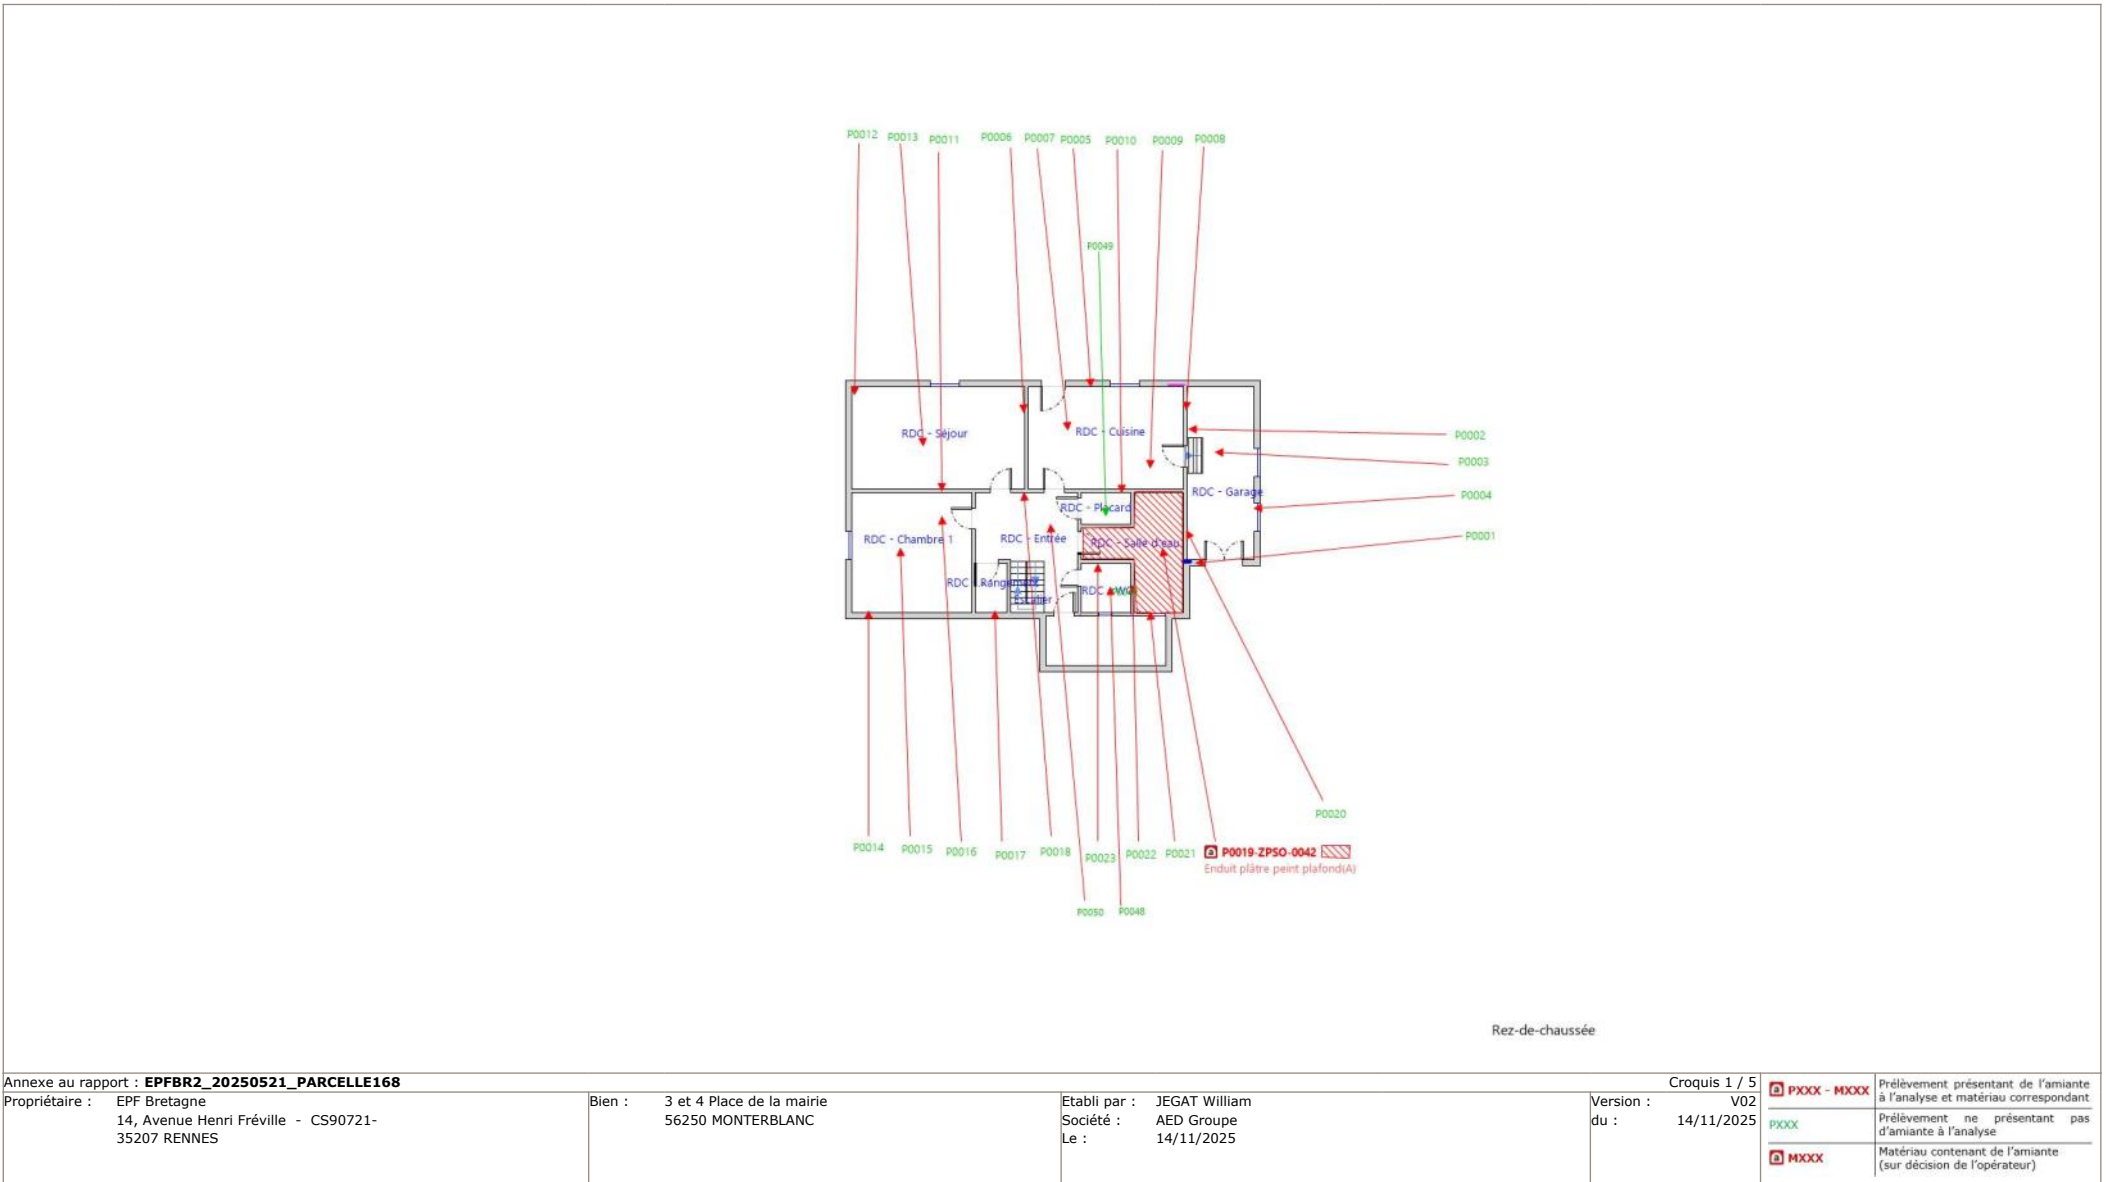 P0012 P0013 P0011 P0006 P0007 P0005 P0010 P0009 P0008
P0049
RDC - Séjour
RDC - Cuisine
P0002
P0003
RDC - Garage
P0004
RDC - Placard
RDC - Chambre 1
RDC - Entrée
RDC - Salle d'eau
P0001
RDC - Rangement
RDC - WC
Escalier
P0020
P0014 P0015 P0016 P0017 P0018 P0023 P0022 P0021 a P0019-ZPSO-0042
Enduit plâtre peint plafond(A)
P0050 P0048
Rez-de-chaussée
Annexe au rapport : EPFBR2_20250521_PARCELLE168
Croquis 1 / 5
Propriétaire : EPF Bretagne
14, Avenue Henri Fréville - CS90721-
35207 RENNES
Bien : 3 et 4 Place de la mairie
56250 MONTERBLANC
Etabli par : JEGAT William
Société : AED Groupe
Le : 14/11/2025
Version : V02
du : 14/11/2025
a PXXX - MXXX Prélèvement présentant de l'amiante
à l'analyse et matériau correspondant
PXXX Prélèvement ne présentant pas
d'amiante à l'analyse
a MXXX Matériau contenant de l'amiante
(sur décision de l'opérateur)